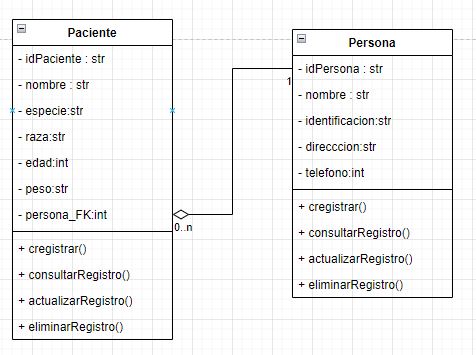 Paciente
- idPaciente : str
- nombre : str
- especie:str
- raza:str
- edad:int
- peso:str
- persona_FK:int
+ cregistrar()
+ consultarRegistro()
+ actualizarRegistro()
+ eliminarRegistro()
0..n
1
Persona
- idPersona : str
- nombre : str
- identificacion:str
- direcccion:str
- telefono:int
+ cregistrar()
+ consultarRegistro()
+ actualizarRegistro()
+ eliminarRegistro()